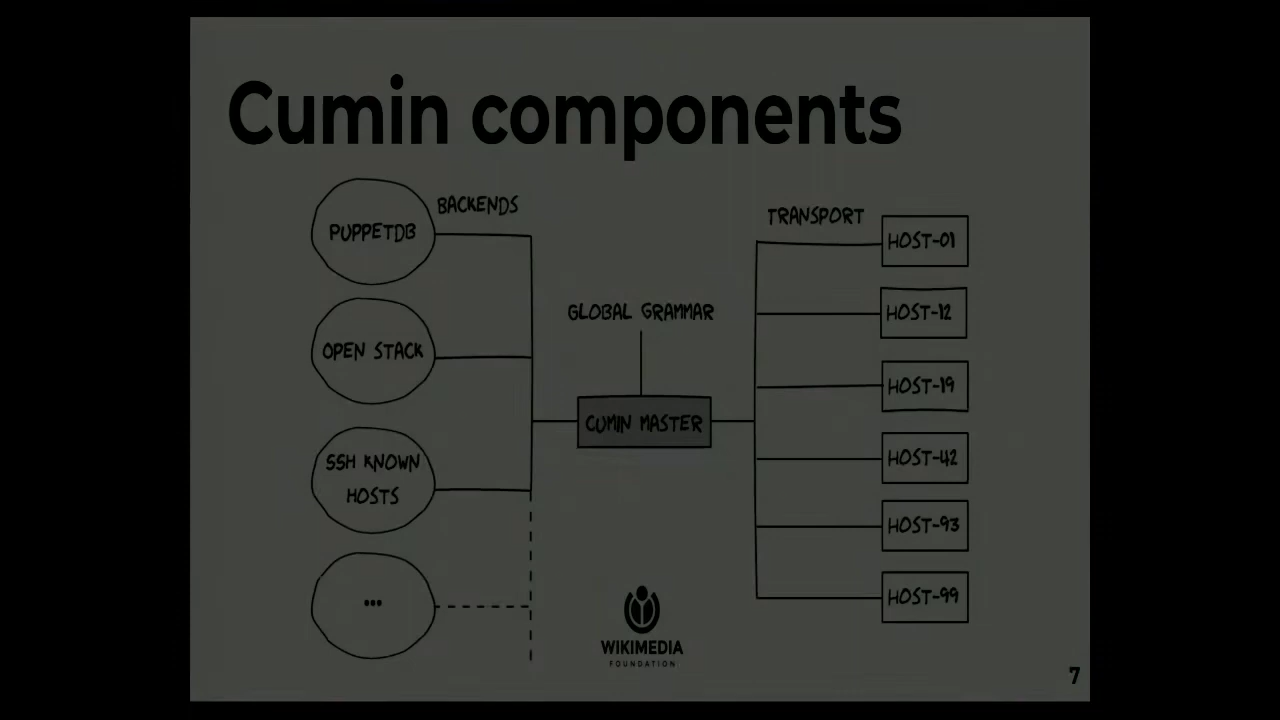 Cumin components
BACKENDS
PUPPETDB
OPEN STACK
SSH KNOWN
HOSTS
...
GLOBAL GRAMMAR
CUMIN MASTER
TRANSPORT
HOST-01
HOST-12
HOST-19
HOST-42
HOST-93
HOST-99
WIKIMEDIA
FOUNDATION
7